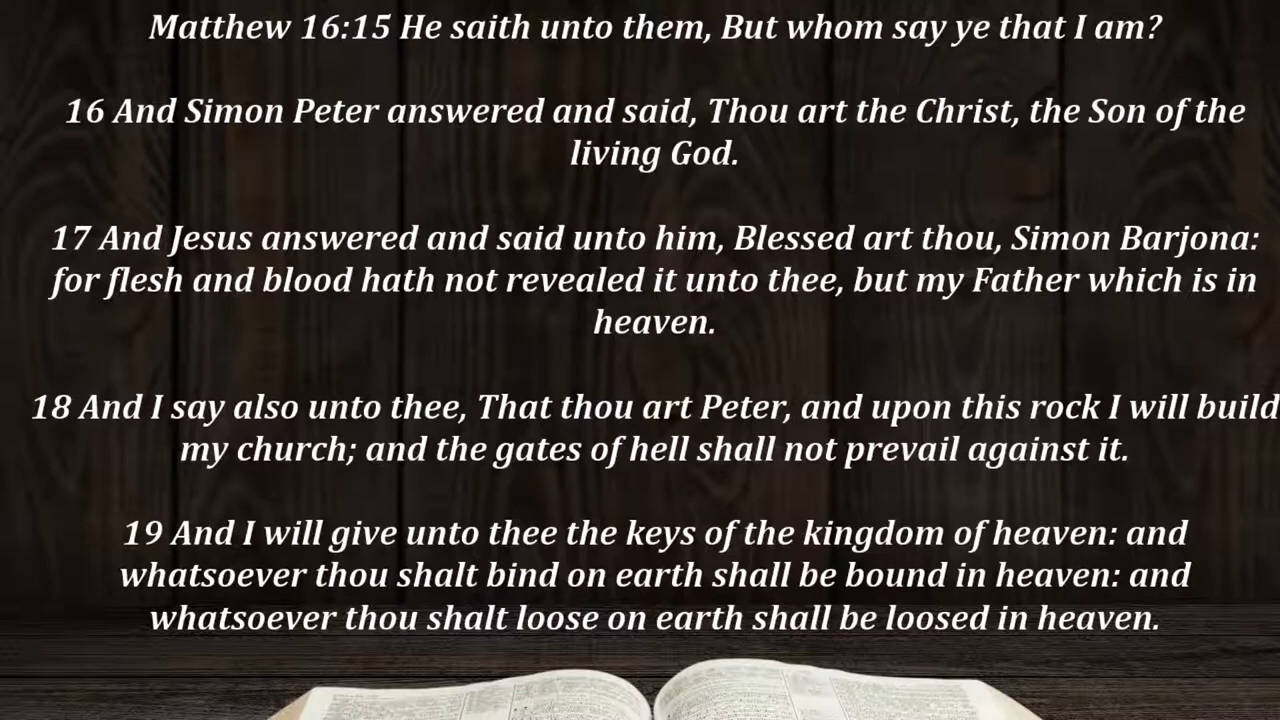 Matthew 16:15 He saith unto them, But whom say ye that I am?
16 And Simon Peter answered and said, Thou art the Christ, the Son of the
living God.
17 And Jesus answered and said unto him, Blessed art thou, Simon Barjona:
for flesh and blood hath not revealed it unto thee, but my Father which is in
heaven.
18 And I say also unto thee, That thou art Peter, and upon this rock I will build
my church; and the gates of hell shall not prevail against it.
19 And I will give unto thee the keys of the kingdom of heaven: and
whatsoever thou shalt bind on earth shall be bound in heaven: and
whatsoever thou shalt loose on earth shall be loosed in heaven.